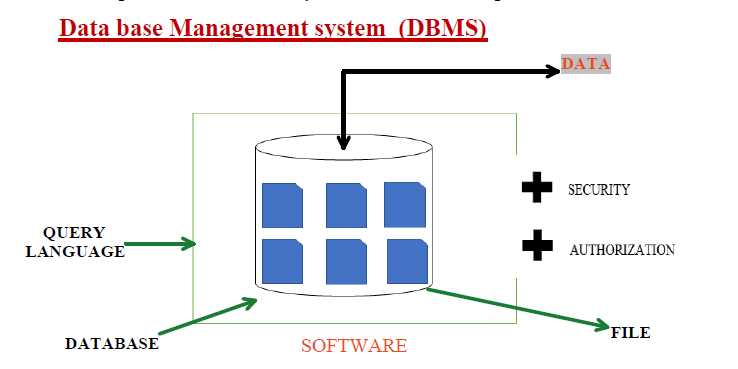 Data base Management system (DBMS)
DATA
SECURITY
QUERY
LANGUAGE
AUTHORIZATION
FILE
DATABASE
SOFTWARE